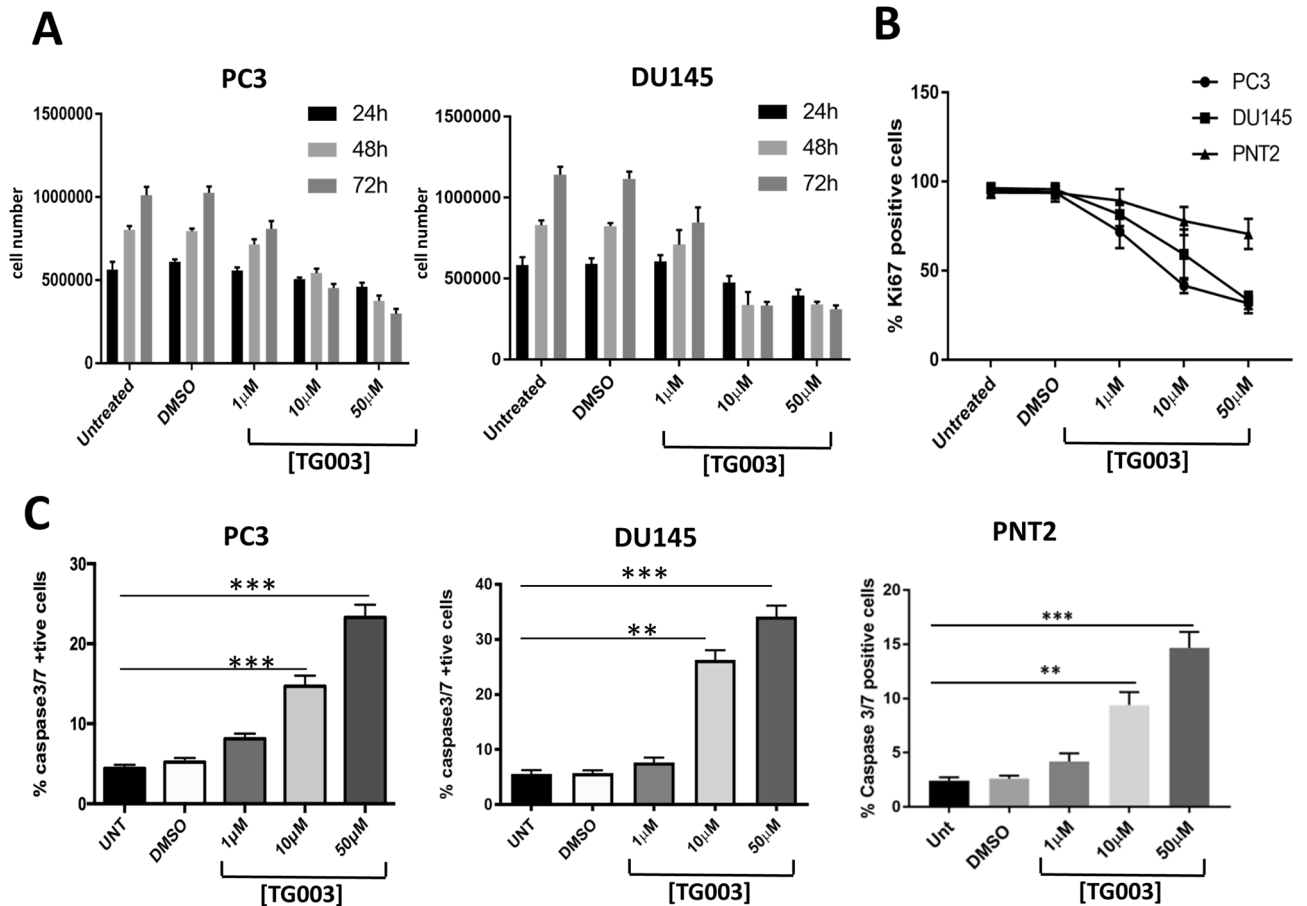 A
PC3
cell number
1500000
1000000
500000
0
24h
48h
72h
Untreated
DMSO
1μM
10μM
50μM
[TG003]
DU145
cell number
1500000
1000000
500000
0
24h
48h
72h
Untreated
DMSO
1μM
10μM
50μM
[TG003]
B
% Ki67 positive cells
150
100
50
0
PC3
DU145
PNT2
Untreated
DMSO
1μM
10μM
50μM
[TG003]
C
PC3
% caspase3/7 +tive cells
30
20
10
0
***
***
UNT
DMSO
1μM
10μM
50μM
[TG003]
DU145
% caspase3/7 +tive cells
40
30
20
10
0
***
**
UNT
DMSO
1μM
10μM
50μM
[TG003]
PNT2
% Caspase 3/7 positive cells
20
15
10
5
0
***
**
Unt
DMSO
1μM
10μM
50μM
[TG003]